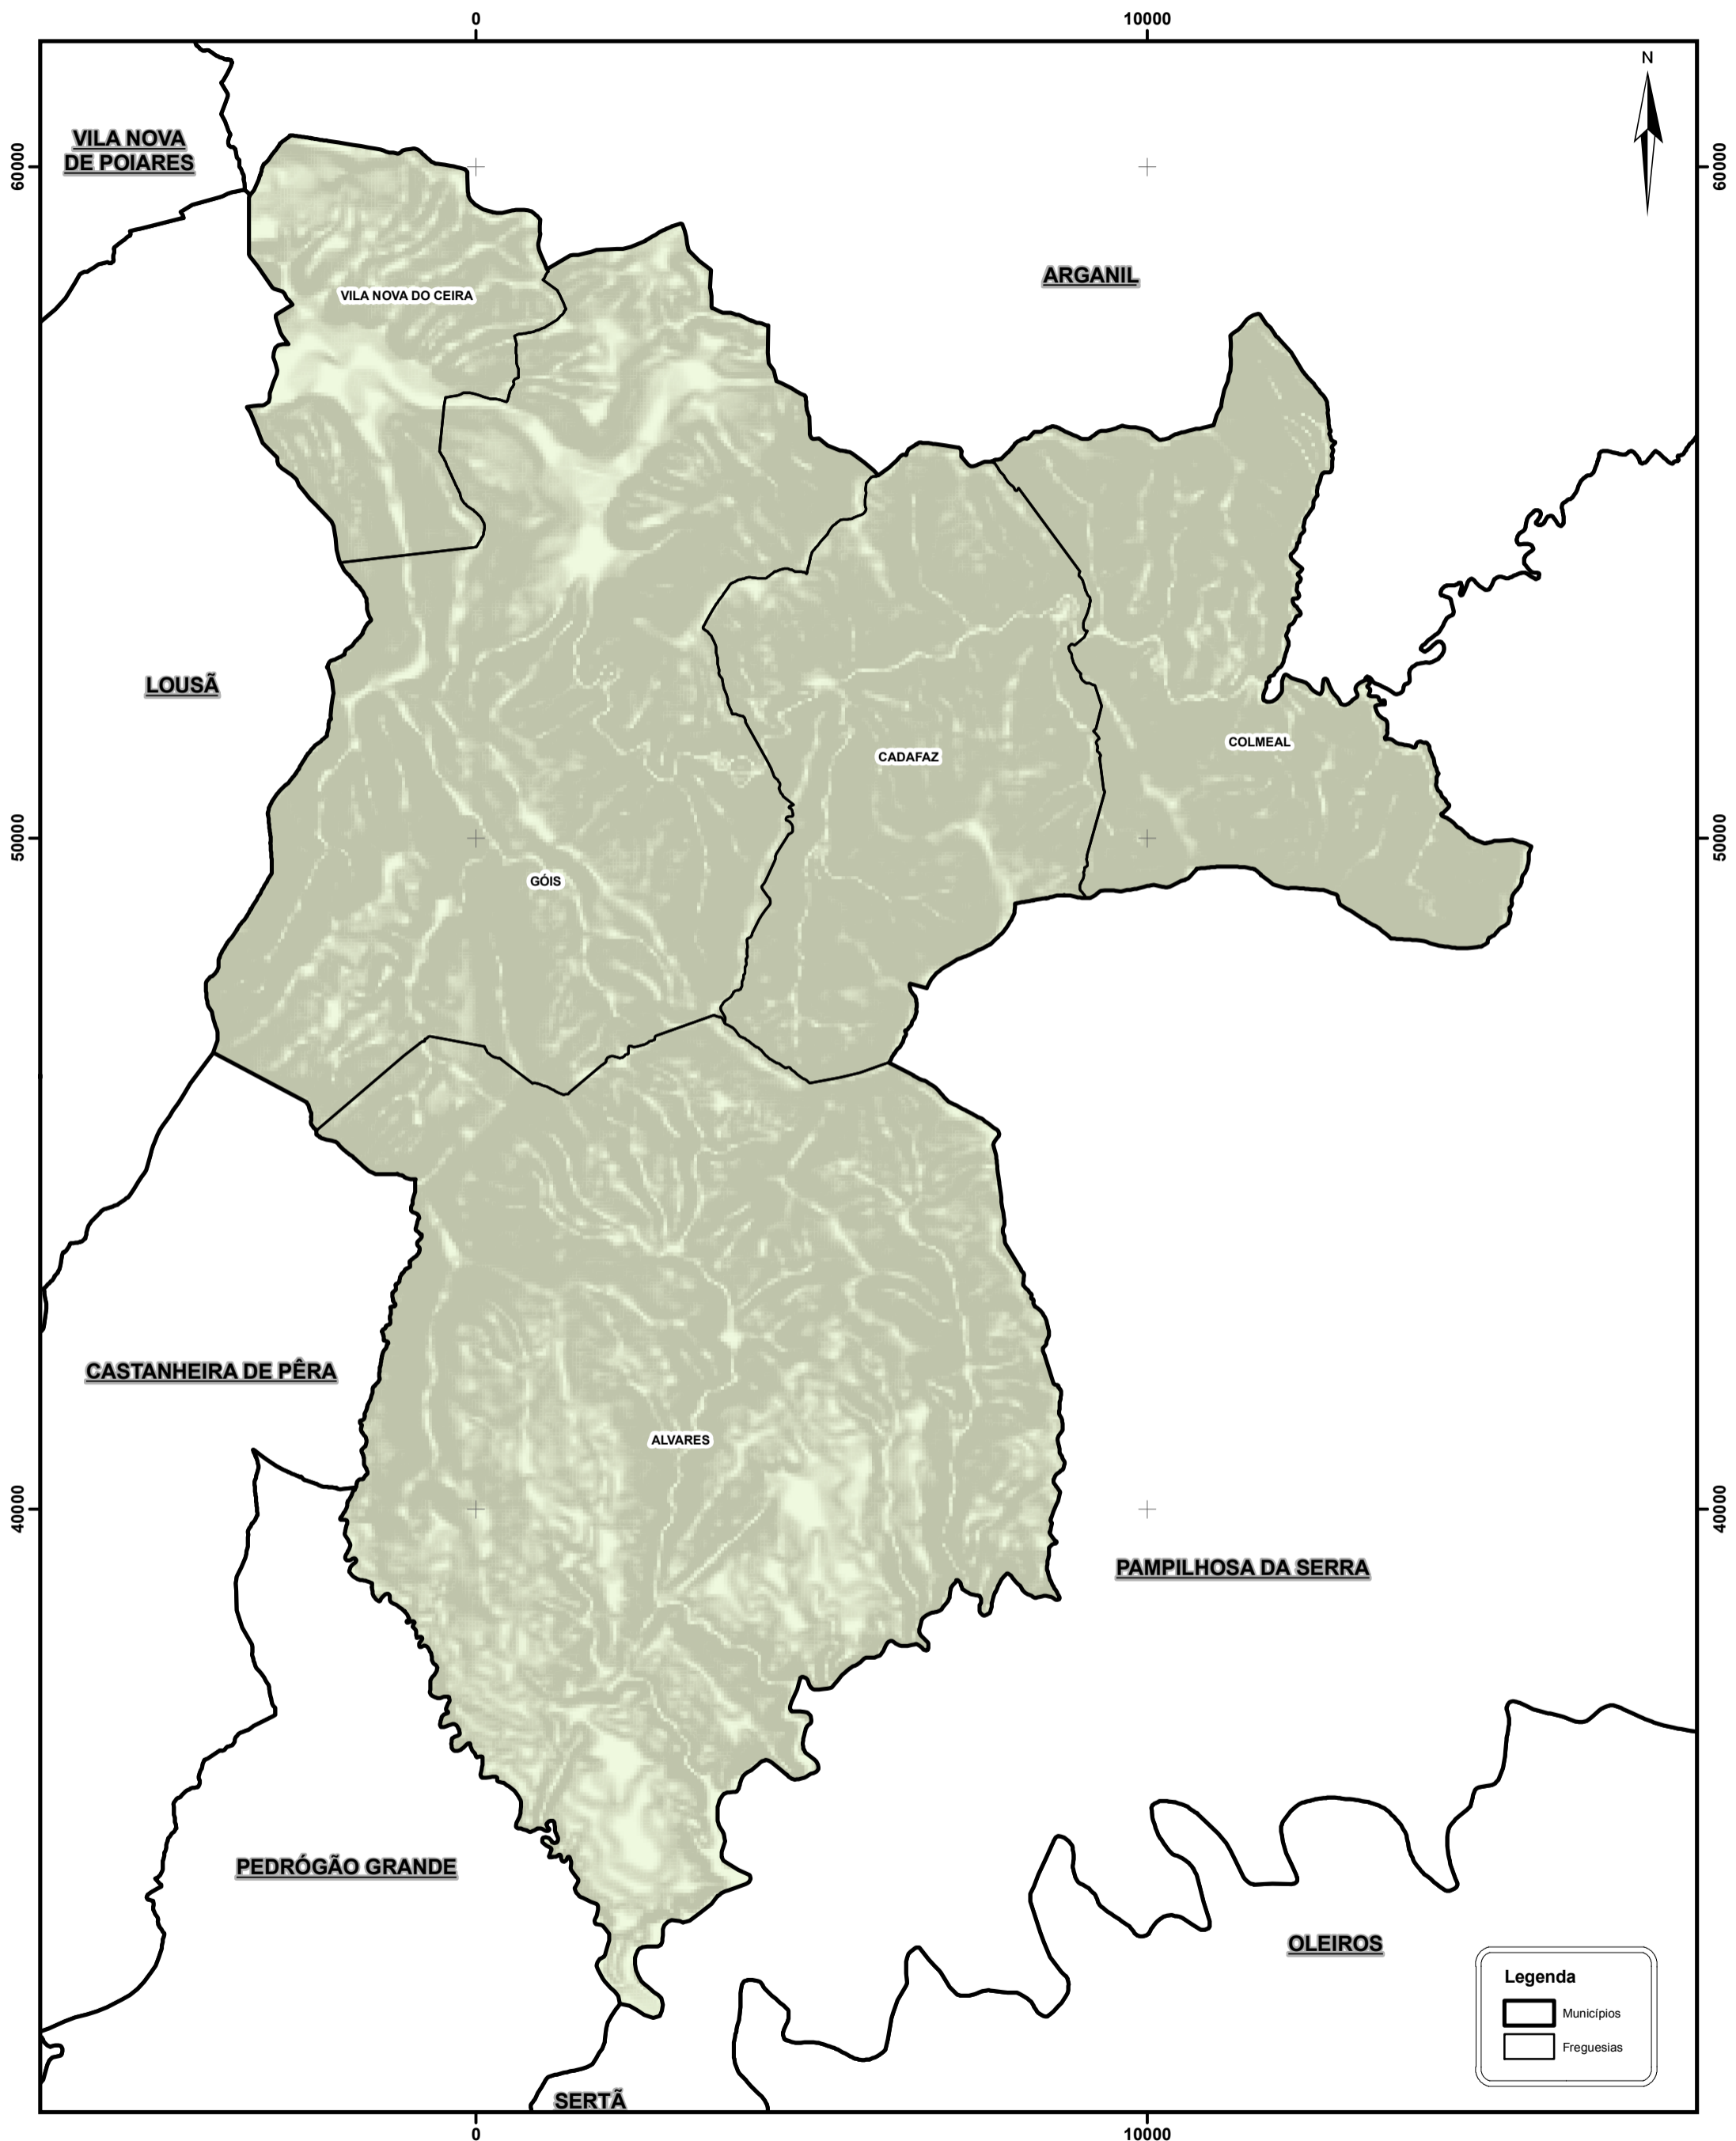 0
10000
N
60000
60000
VILA NOVA
DE POIARES
ARGANIL
VILA NOVA DO CEIRA
LOUSÃ
COLMEAL
CADAFAZ
50000
50000
GÓIS
CASTANHEIRA DE PÊRA
ALVARES
40000
40000
PAMPILHOSA DA SERRA
PEDRÓGÃO GRANDE
OLEIROS
Legenda
Municípios
Freguesias
SERTÃ
0
10000